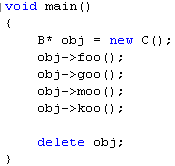 void main()
{
B* obj = new C();
obj->foo();
obj->goo();
obj->moo();
obj->koo();
delete obj;
}